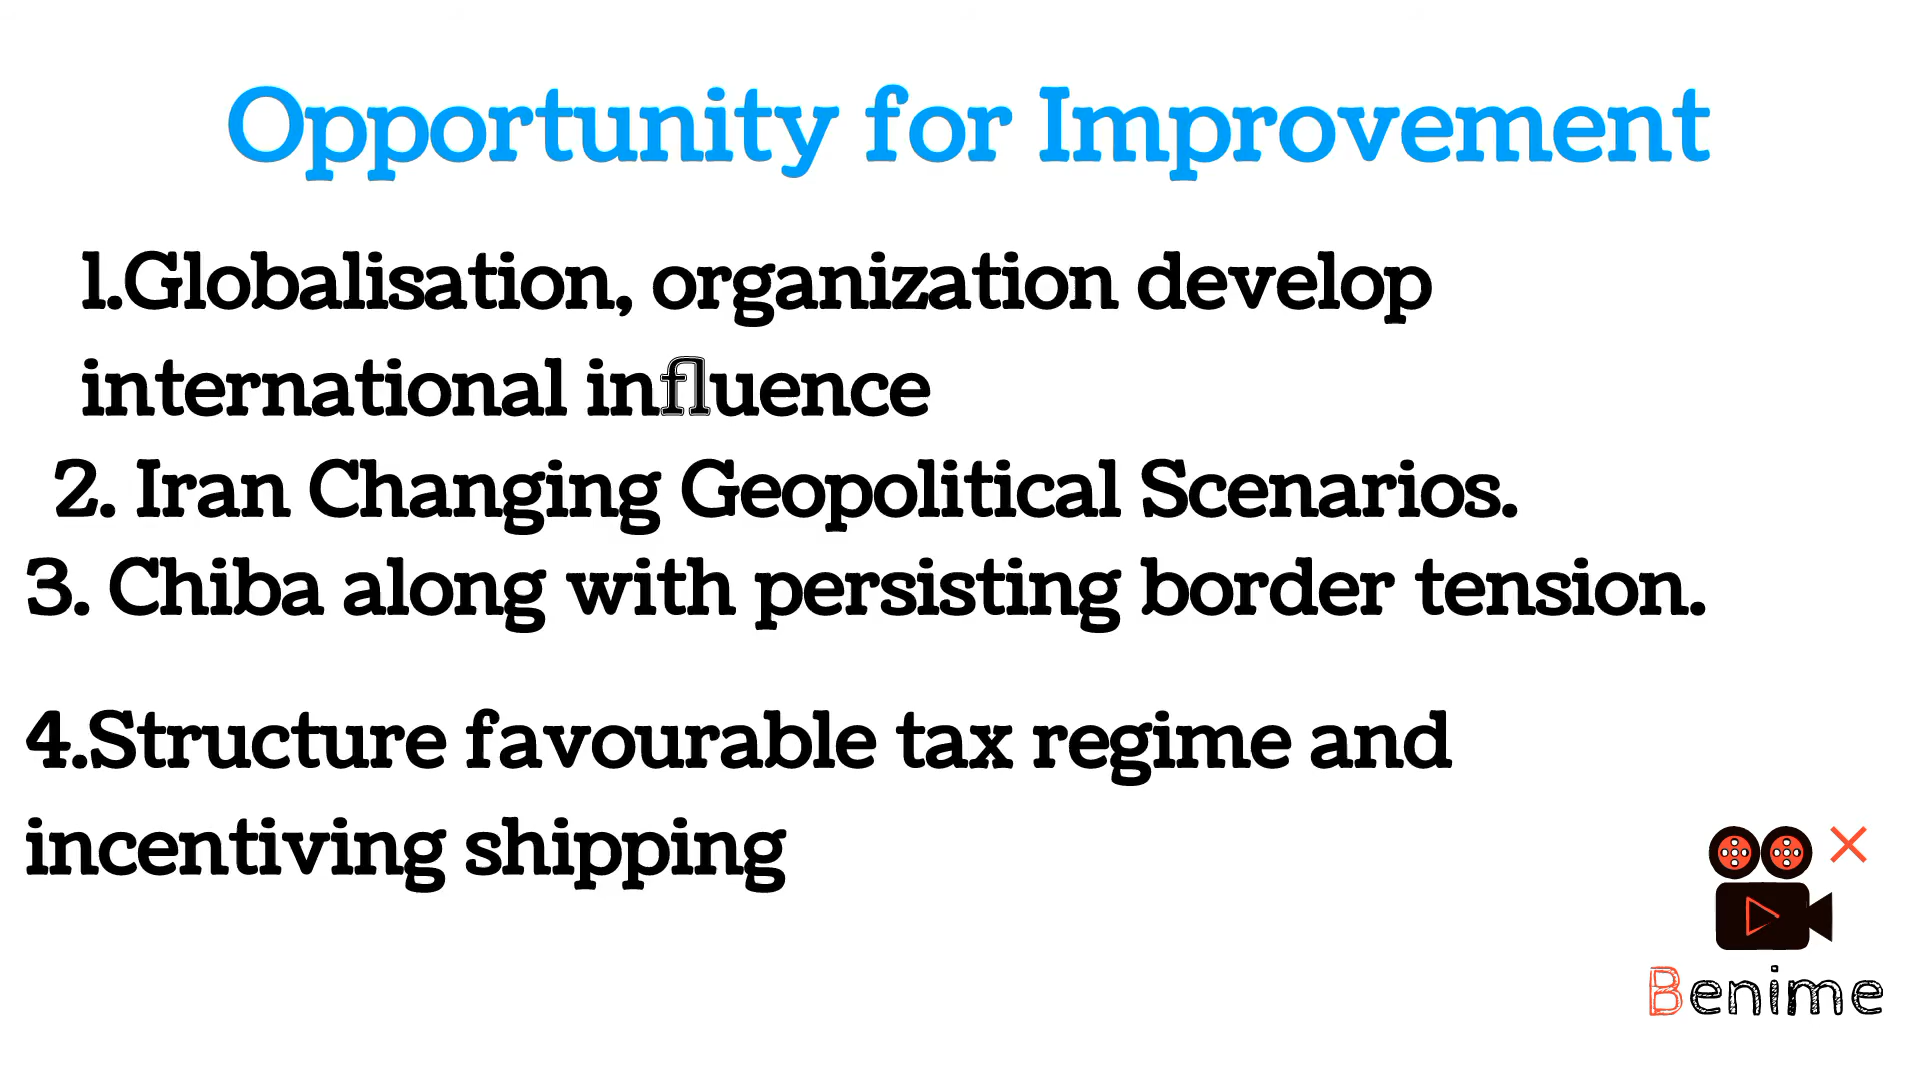 Opportunity for Improvement
1.Globalisation, organization develop
international influence
2. Iran Changing Geopolitical Scenarios.
3. Chiba along with persisting border tension.
4.Structure favourable tax regime and
incentiving shipping
Benime